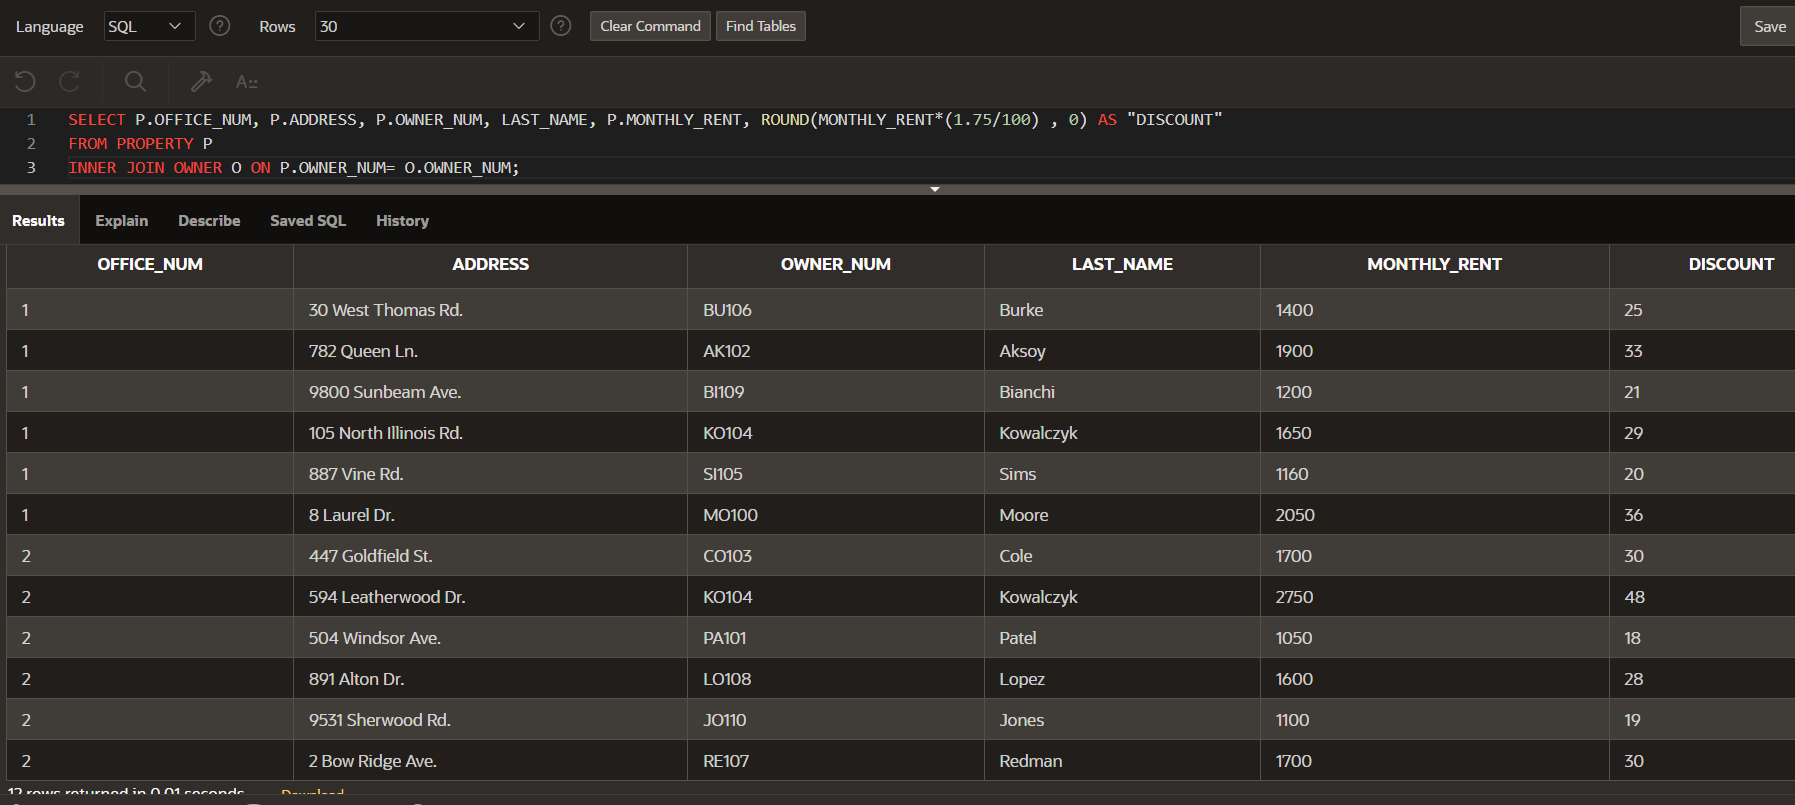 Language SQL Rows 30 Clear Command Find Tables Save
1 SELECT P.OFFICE_NUM, P.ADDRESS, P.OWNER_NUM, LAST_NAME, P.MONTHLY_RENT, ROUND(MONTHLY_RENT*(1.75/100) , 0) AS "DISCOUNT"
2 FROM PROPERTY P
3 INNER JOIN OWNER O ON P.OWNER_NUM= O.OWNER_NUM;
Results Explain Describe Saved SQL History
OFFICE_NUM ADDRESS OWNER_NUM LAST_NAME MONTHLY_RENT DISCOUNT
1 30 West Thomas Rd. BU106 Burke 1400 25
1 782 Queen Ln. AK102 Aksoy 1900 33
1 9800 Sunbeam Ave. BI109 Bianchi 1200 21
1 105 North Illinois Rd. KO104 Kowalczyk 1650 29
1 887 Vine Rd. SI105 Sims 1160 20
1 8 Laurel Dr. MO100 Moore 2050 36
2 447 Goldfield St. CO103 Cole 1700 30
2 594 Leatherwood Dr. KO104 Kowalczyk 2750 48
2 504 Windsor Ave. PA101 Patel 1050 18
2 891 Alton Dr. LO108 Lopez 1600 28
2 9531 Sherwood Rd. JO110 Jones 1100 19
2 2 Bow Ridge Ave. RE107 Redman 1700 30
12 rows returned in 0.01 seconds Download